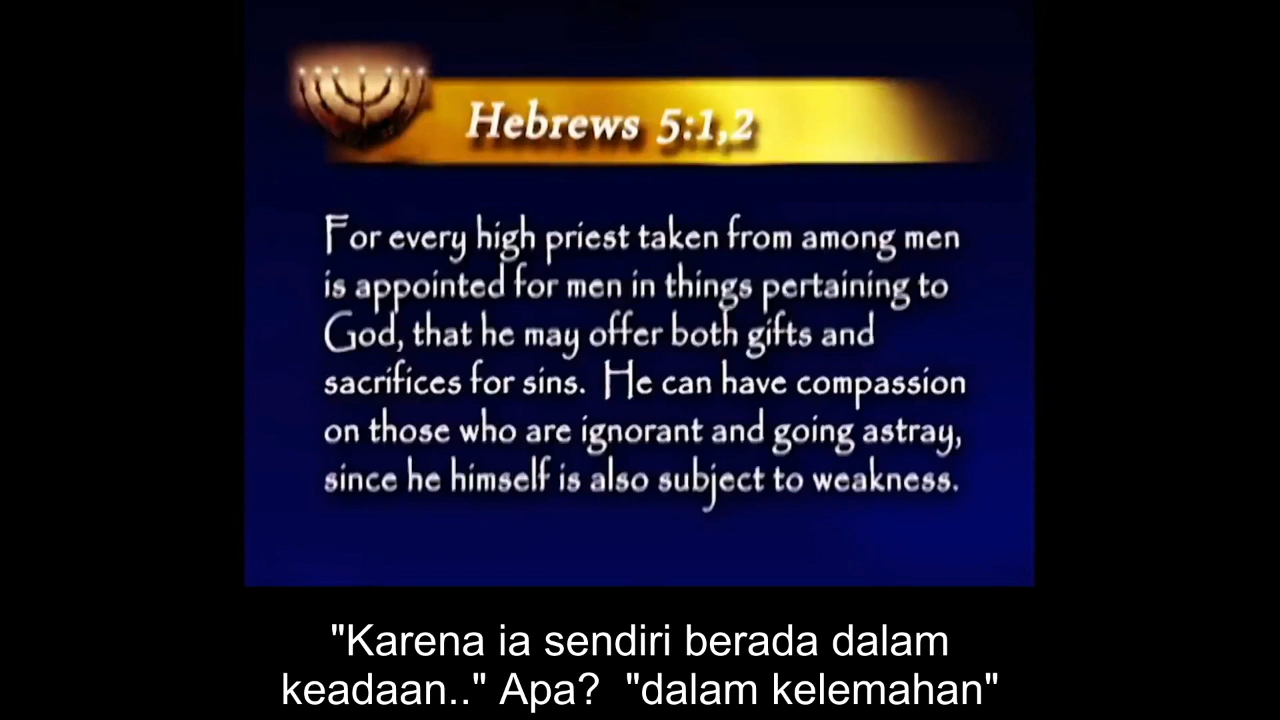 Hebrews 5:1,2
For every high priest taken from among men
is appointed for men in things pertaining to
God, that he may offer both gifts and
sacrifices for sins.  He can have compassion
on those who are ignorant and going astray,
since he himself is also subject to weakness.
"Karena ia sendiri berada dalam
keadaan.." Apa?  "dalam kelemahan"